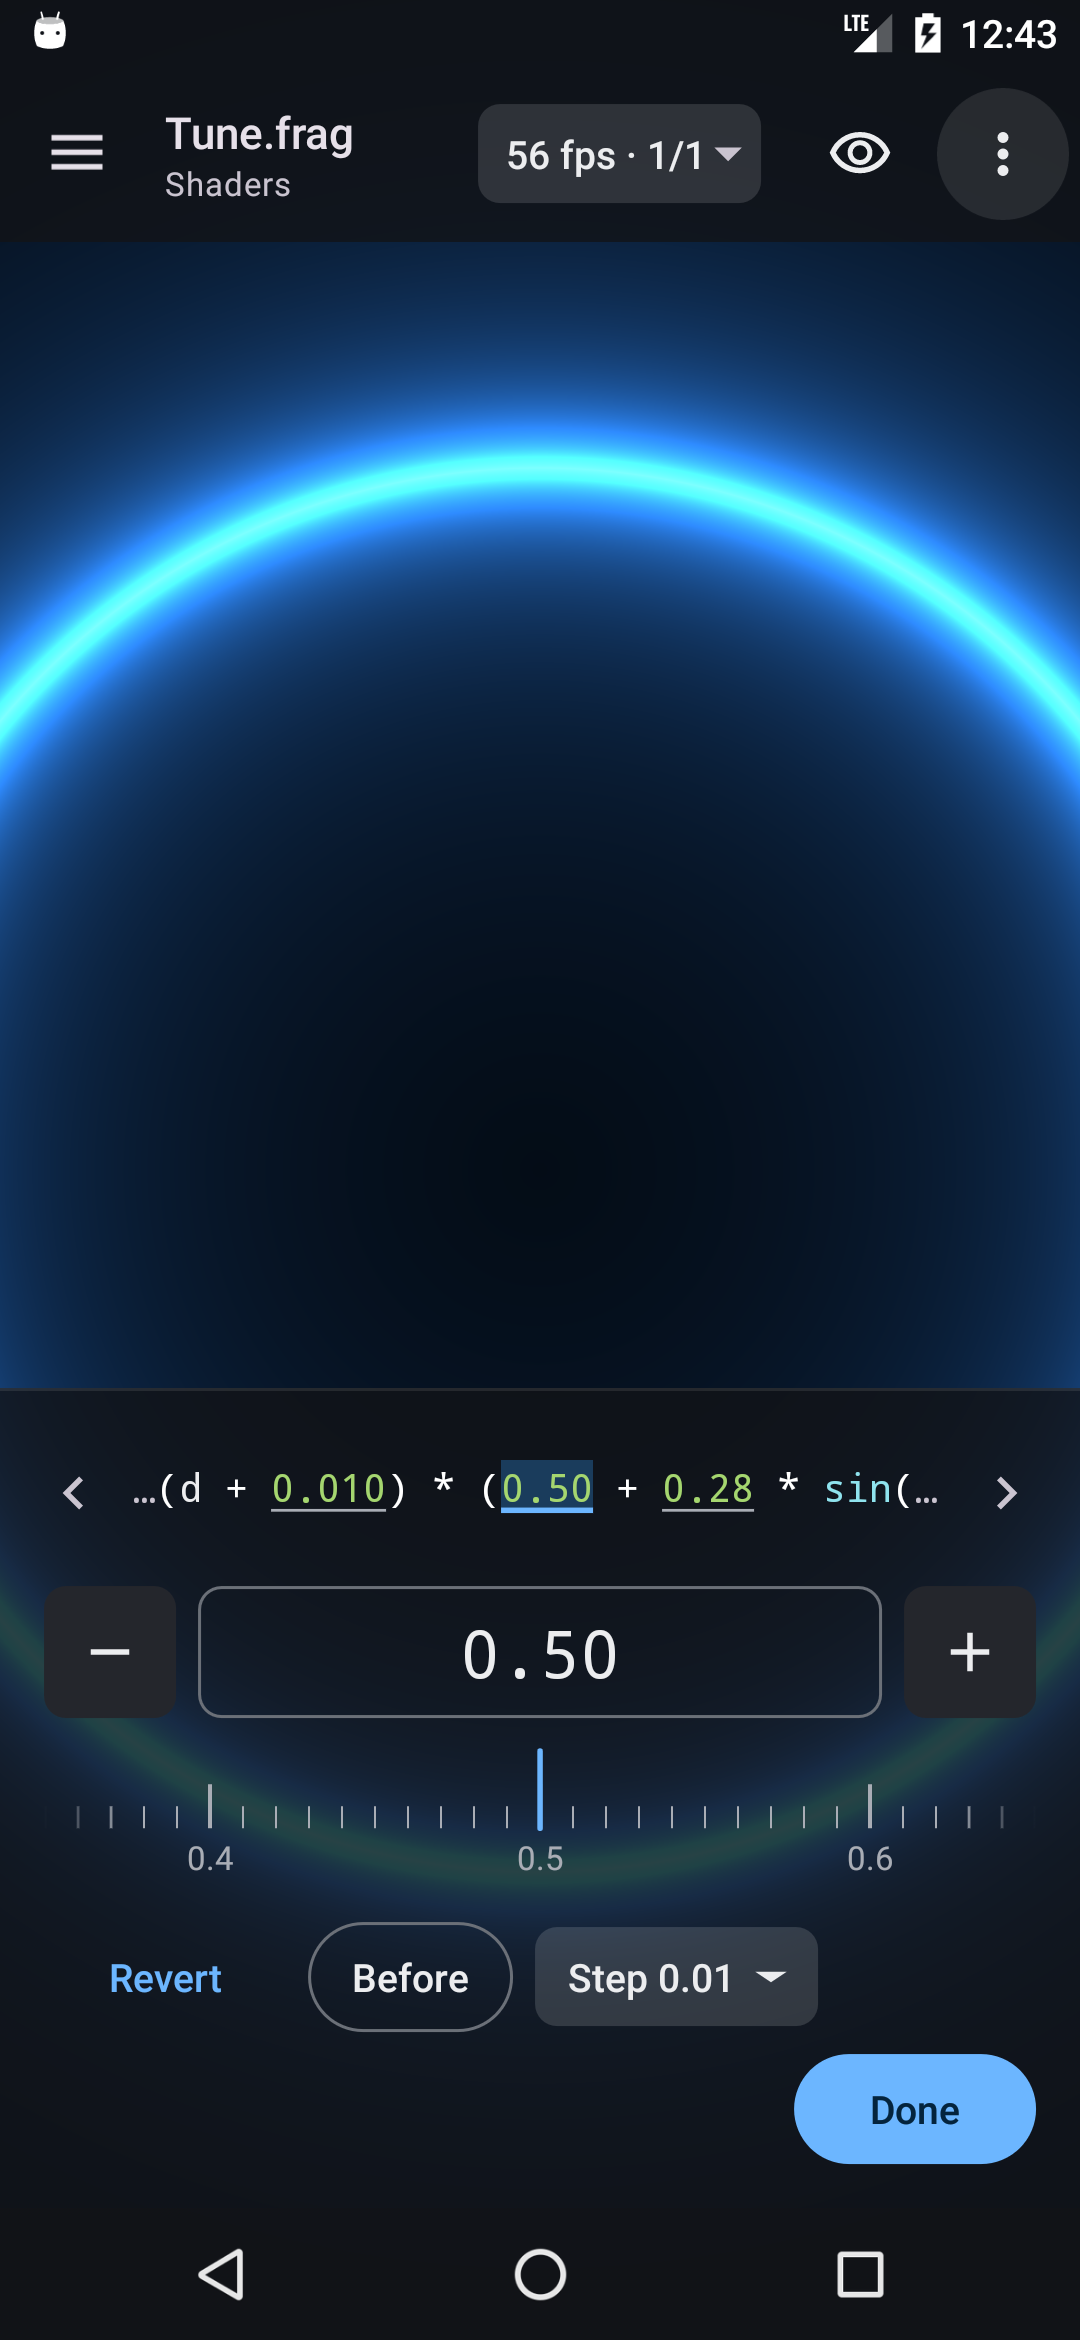 LTE 12:43
Tune.frag
Shaders
56 fps · 1/1
…(d + 0.010) * (0.50 + 0.28 * sin(…
0.50
0.4 0.5 0.6
Revert Before Step 0.01
Done